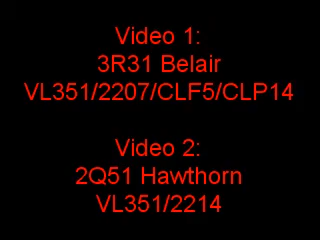 Video 1:
3R31 Belair
VL351/2207/CLF5/CLP14
Video 2:
2Q51 Hawthorn
VL351/2214